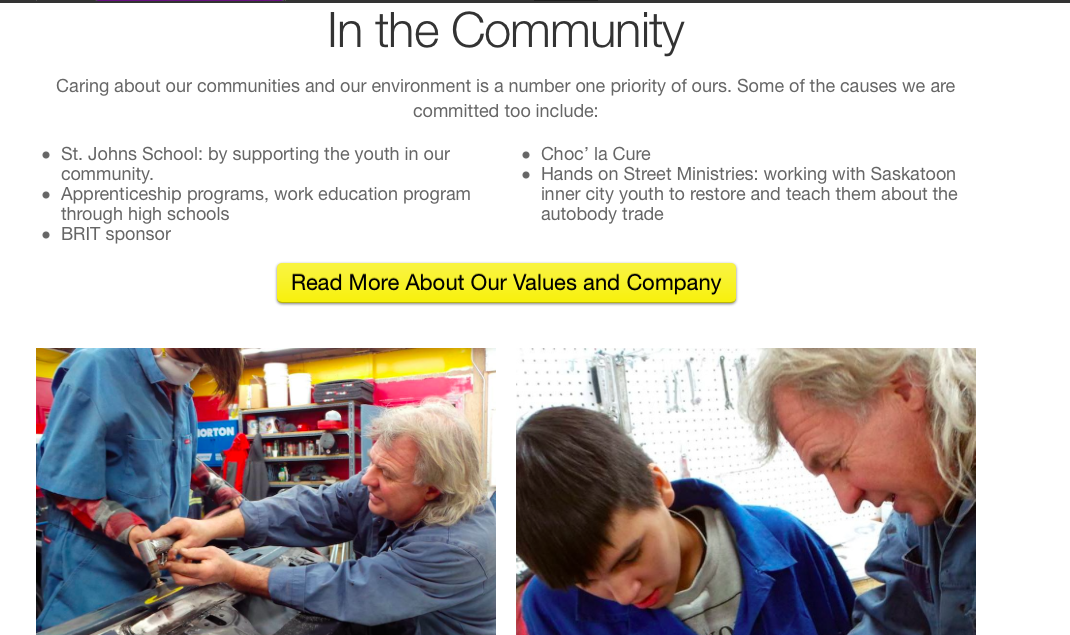 In the Community
Caring about our communities and our environment is a number one priority of ours. Some of the causes we are
committed too include:
St. Johns School: by supporting the youth in our
community.
Apprenticeship programs, work education program
through high schools
BRIT sponsor
Choc’ la Cure
Hands on Street Ministries: working with Saskatoon
inner city youth to restore and teach them about the
autobody trade
Read More About Our Values and Company
HORTON